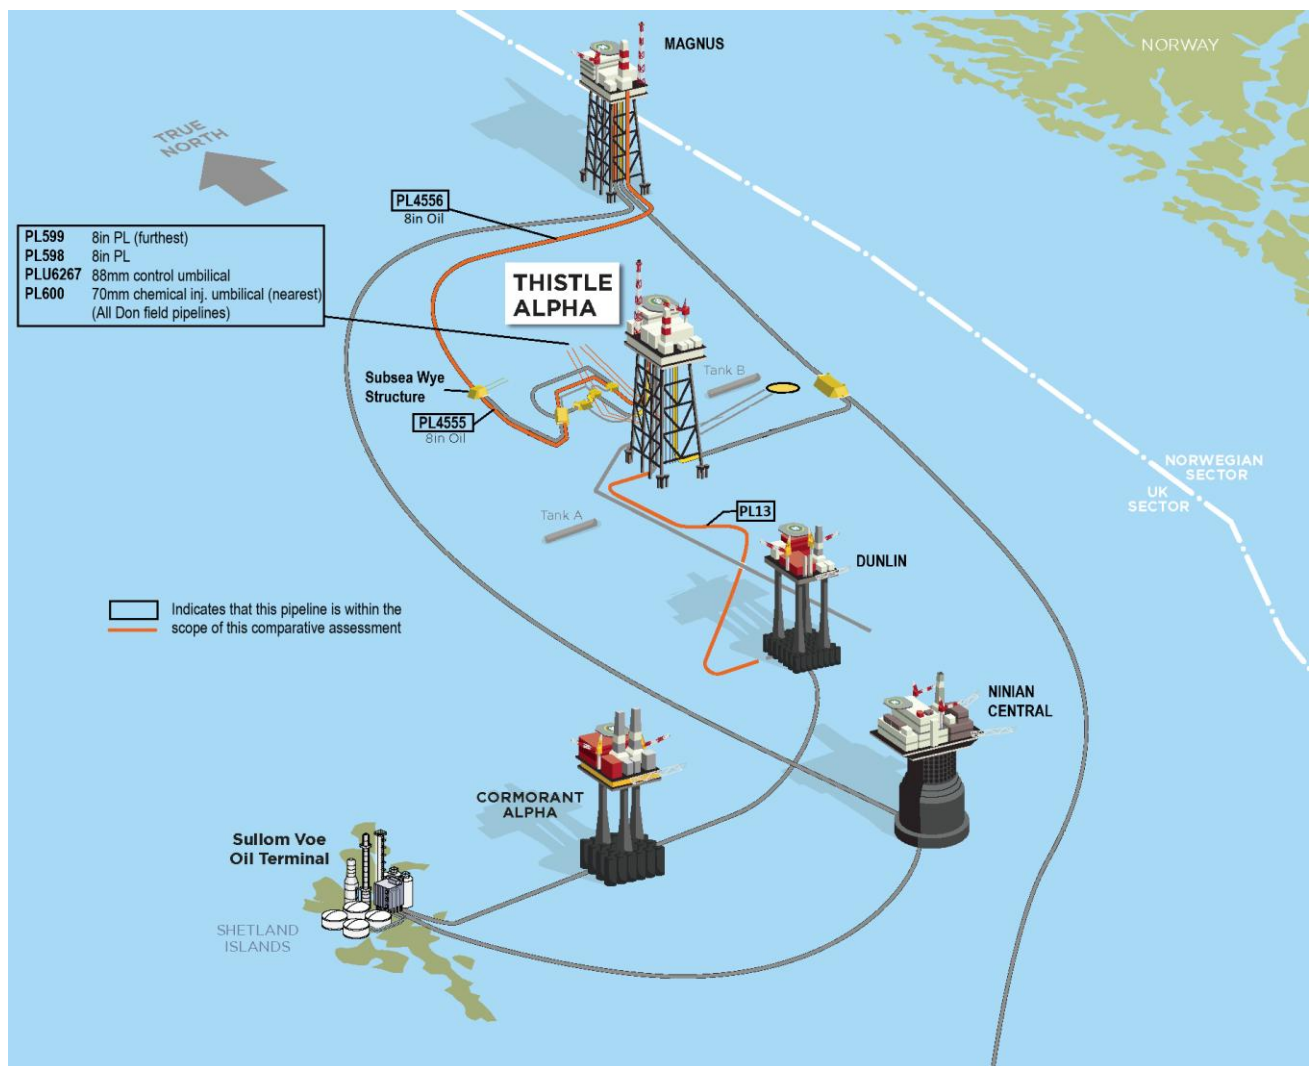 MAGNUS
NORWAY
TRUE
NORTH
PL4556
8in Oil
PL599 8in PL (furthest)
PL598 8in PL
PLU6267 88mm control umbilical
PL600 70mm chemical inj. umbilical (nearest)
(All Don field pipelines)
THISTLE
ALPHA
Subsea Wye
Structure
Tank B
PL4555
8in Oil
NORWEGIAN
SECTOR
UK
SECTOR
Tank A
PL13
DUNLIN
Indicates that this pipeline is within the
scope of this comparative assessment
NINIAN
CENTRAL
CORMORANT
ALPHA
Sullom Voe
Oil Terminal
SHETLAND
ISLANDS